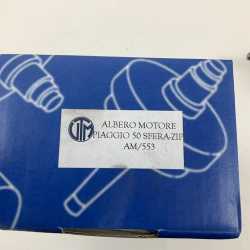 ALBERO MOTORE
PIAGGIO 50 SFERA-ZIP
AM/553